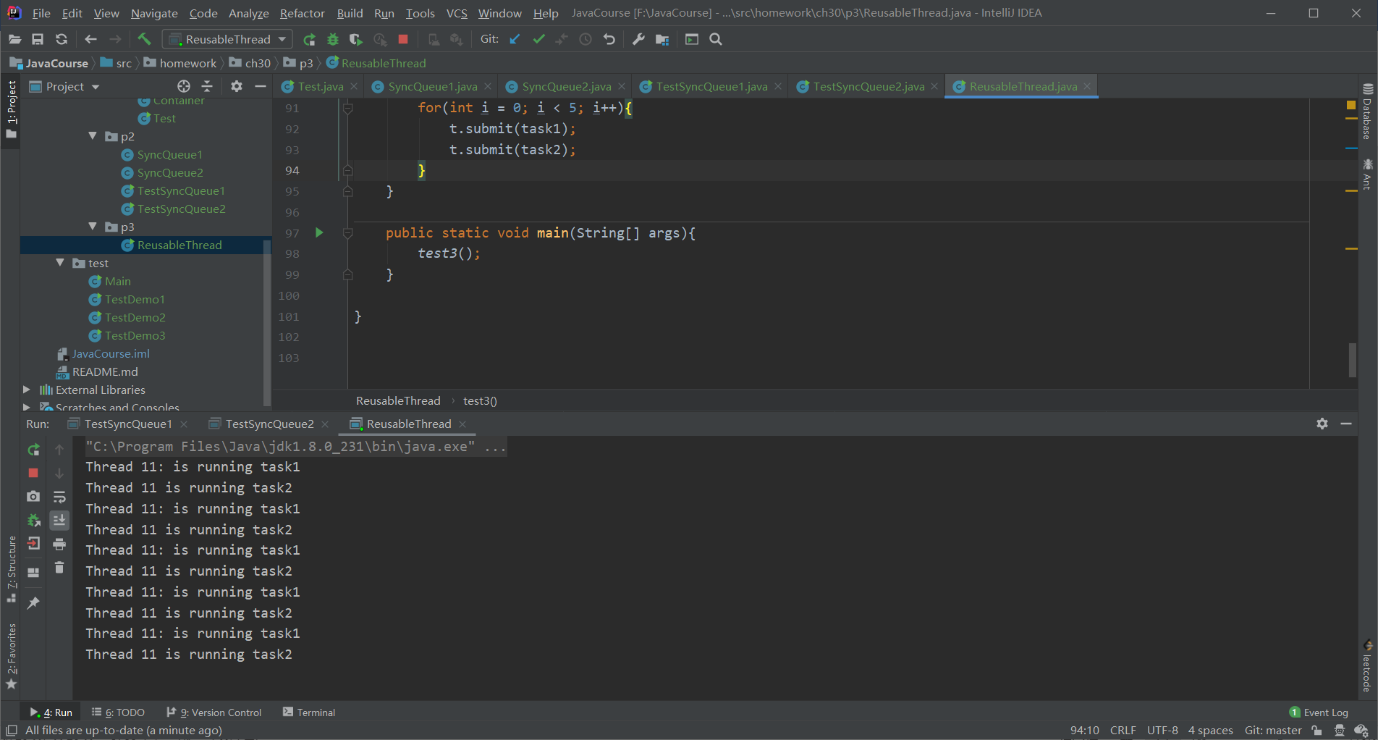 File Edit View Navigate Code Analyze Refactor Build Run Tools VCS Window Help JavaCourse [F:\JavaCourse] - ...\src\homework\ch30\p3\ReusableThread.java - IntelliJ IDEA
ReusableThread Git:
JavaCourse src homework ch30 p3 ReusableThread
1: Project
Project
Test.java SyncQueue1.java SyncQueue2.java TestSyncQueue1.java TestSyncQueue2.java ReusableThread.java
Container
Test
p2
SyncQueue1
SyncQueue2
TestSyncQueue1
TestSyncQueue2
p3
ReusableThread
test
Main
TestDemo1
TestDemo2
TestDemo3
JavaCourse.iml
README.md
External Libraries
Scratches and Consoles
91 for(int i = 0; i < 5; i++){
92 t.submit(task1);
93 t.submit(task2);
94 }
95 }
96
97 public static void main(String[] args){
98 test3();
99 }
100
101 }
102
103
ReusableThread test3()
Database
Ant
Run: TestSyncQueue1 TestSyncQueue2 ReusableThread
"C:\Program Files\Java\jdk1.8.0_231\bin\java.exe" ...
Thread 11: is running task1
Thread 11 is running task2
Thread 11: is running task1
Thread 11 is running task2
Thread 11: is running task1
Thread 11 is running task2
Thread 11: is running task1
Thread 11 is running task2
Thread 11: is running task1
Thread 11 is running task2
Z: Structure
2: Favorites
leetcode
4: Run 6: TODO 9: Version Control Terminal 1 Event Log
All files are up-to-date (a minute ago) 94:10 CRLF UTF-8 4 spaces Git: master